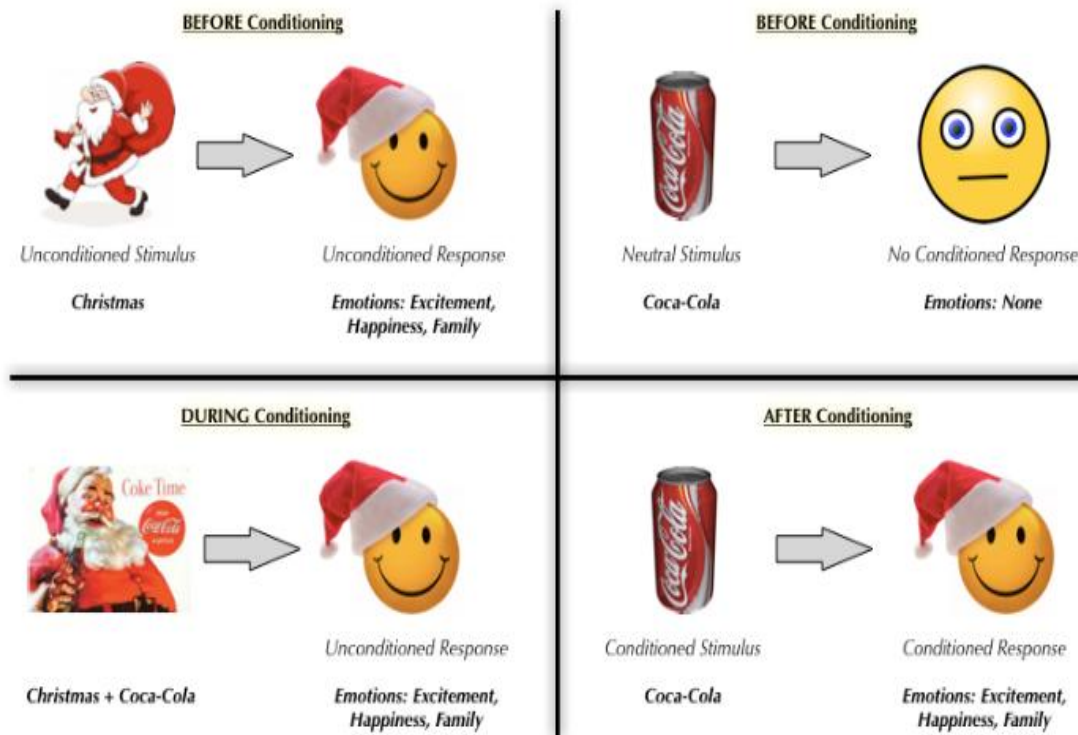 BEFORE Conditioning
Unconditioned Stimulus
Christmas
Unconditioned Response
Emotions: Excitement,
Happiness, Family
BEFORE Conditioning
Coca-Cola
Neutral Stimulus
Coca-Cola
No Conditioned Response
Emotions: None
DURING Conditioning
Coke Time
Coca-Cola
Christmas + Coca-Cola
Unconditioned Response
Emotions: Excitement,
Happiness, Family
AFTER Conditioning
Coca-Cola
Conditioned Stimulus
Coca-Cola
Conditioned Response
Emotions: Excitement,
Happiness, Family